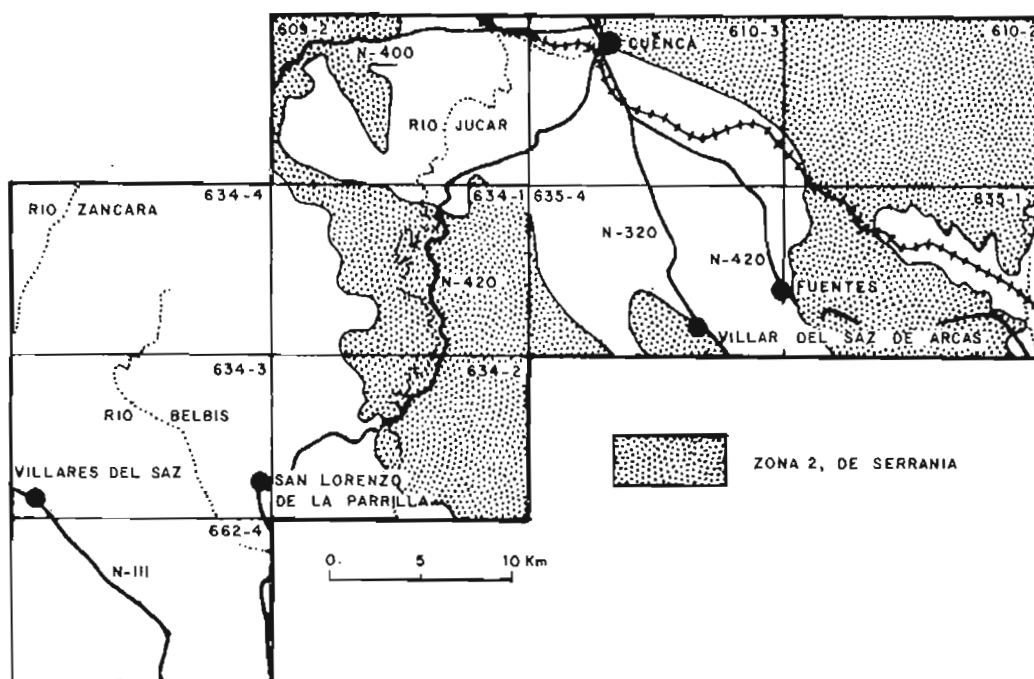 609-2
610-3
CUENCA
N-400
RIO JUCAR
634-4
634-1
635-4
635-1
RIO ZANCARA
N-320
N-420
N-420
FUENTES
VILLAR DEL SAZ DE ARCAS
634-3
634-2
RIO BELBIS
VILLARES DEL SAZ
SAN LORENZO
DE LA PARRILLA
ZONA 2, DE SERRANIA
662-4
N-III
0. 5 10 Km